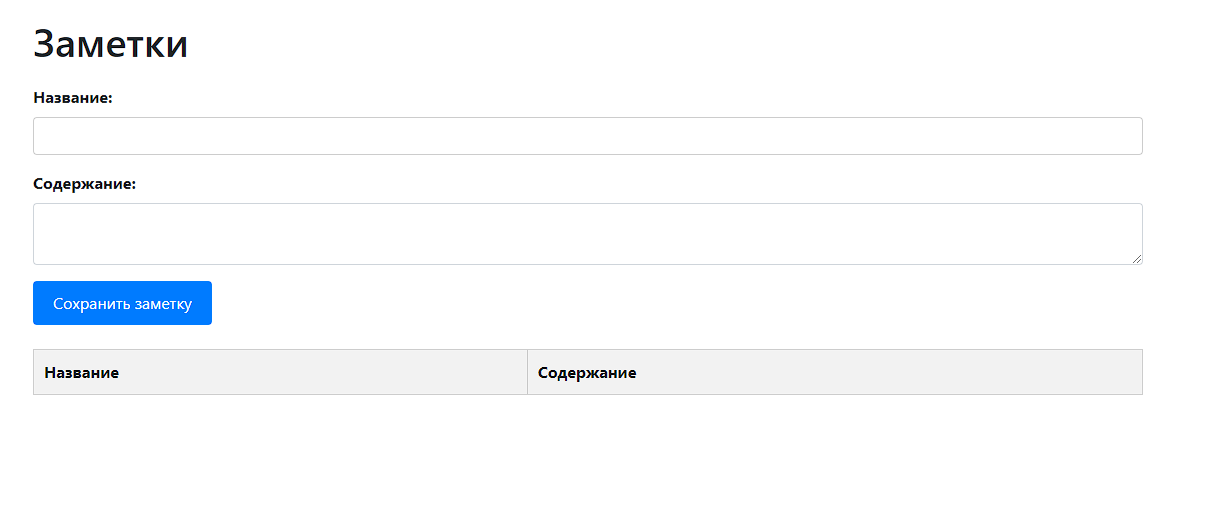 Заметки
Название:
Содержание:
Сохранить заметку
Название Содержание